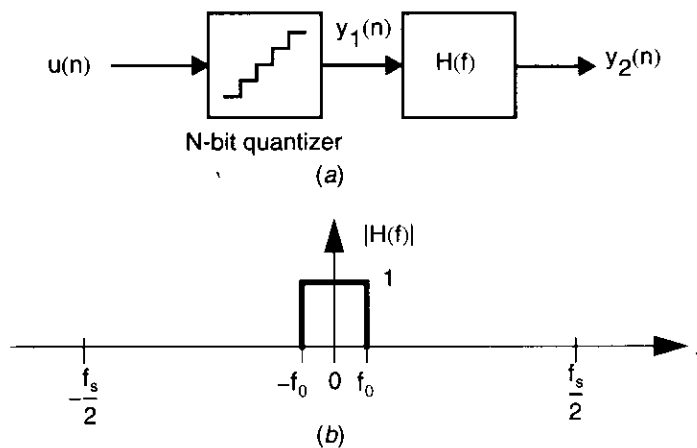 u(n)
y₁(n)
H(f)
y₂(n)
N-bit quantizer
(a)
|H(f)|
1
−fₛ/2
−f₀
0
f₀
fₛ/2
(b)